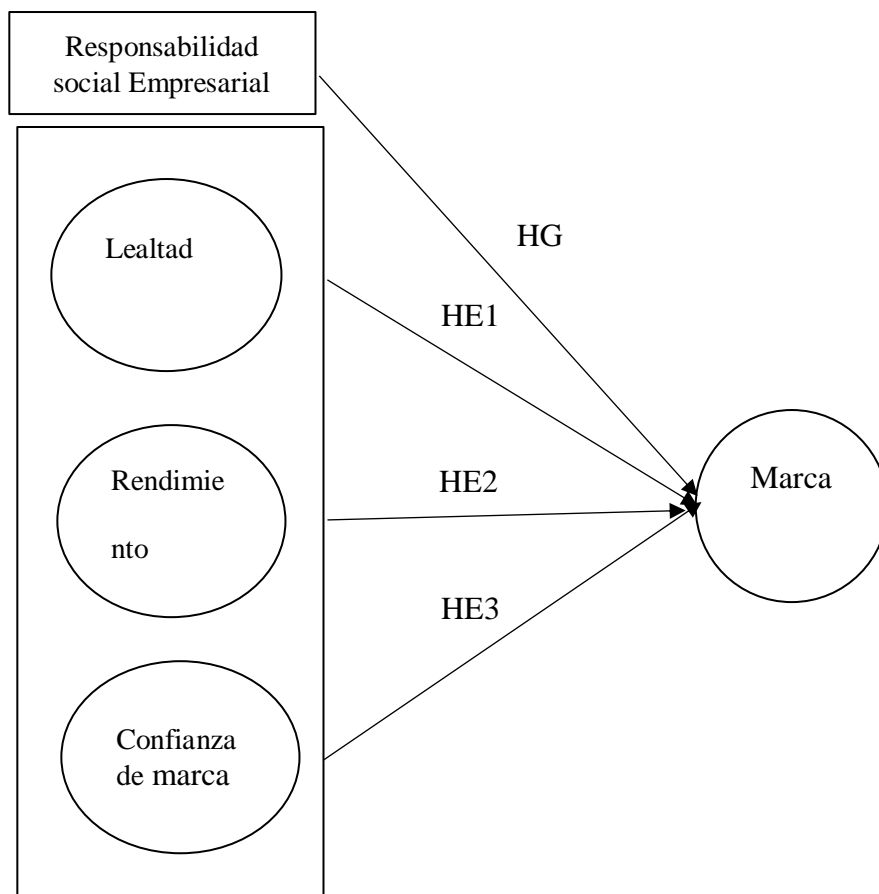 Responsabilidad
social Empresarial
HG
Lealtad
HE1
Rendimie
nto
HE2
Marca
HE3
Confianza
de marca